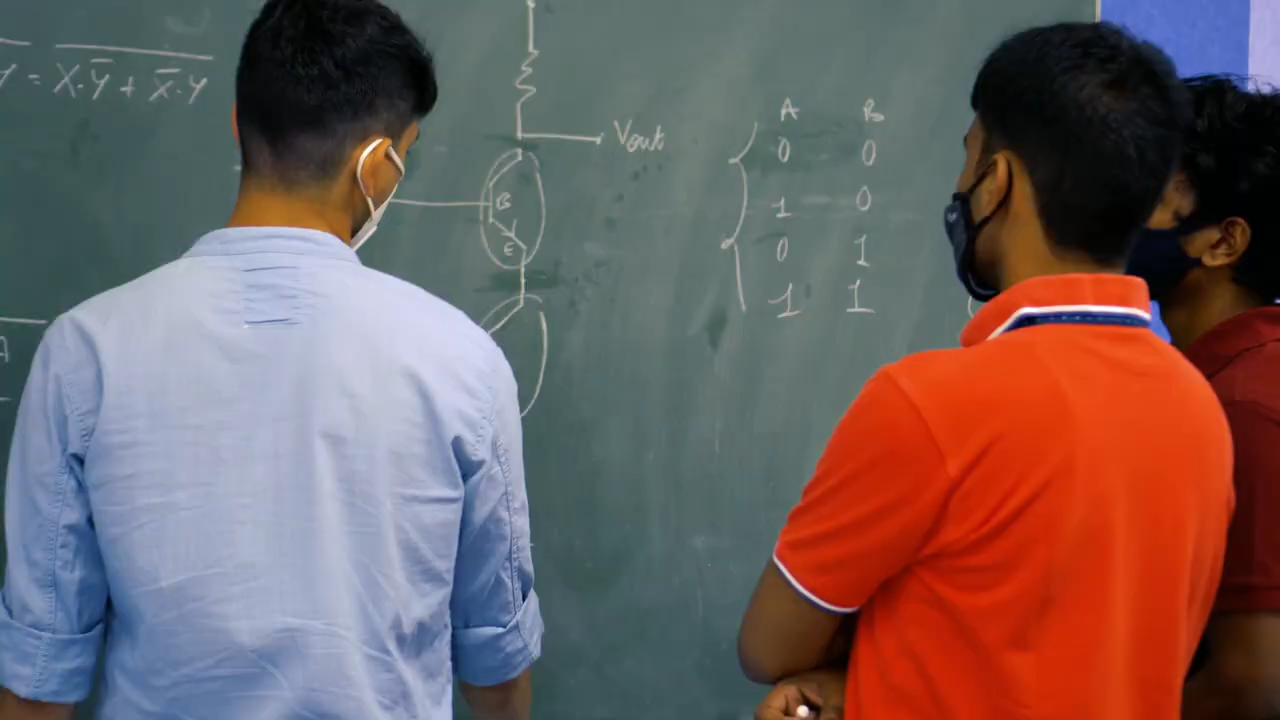 Y = X.Y̅ + X̅.Y
Vout
B
E
A B
0 0
1 0
0 1
1 1
A